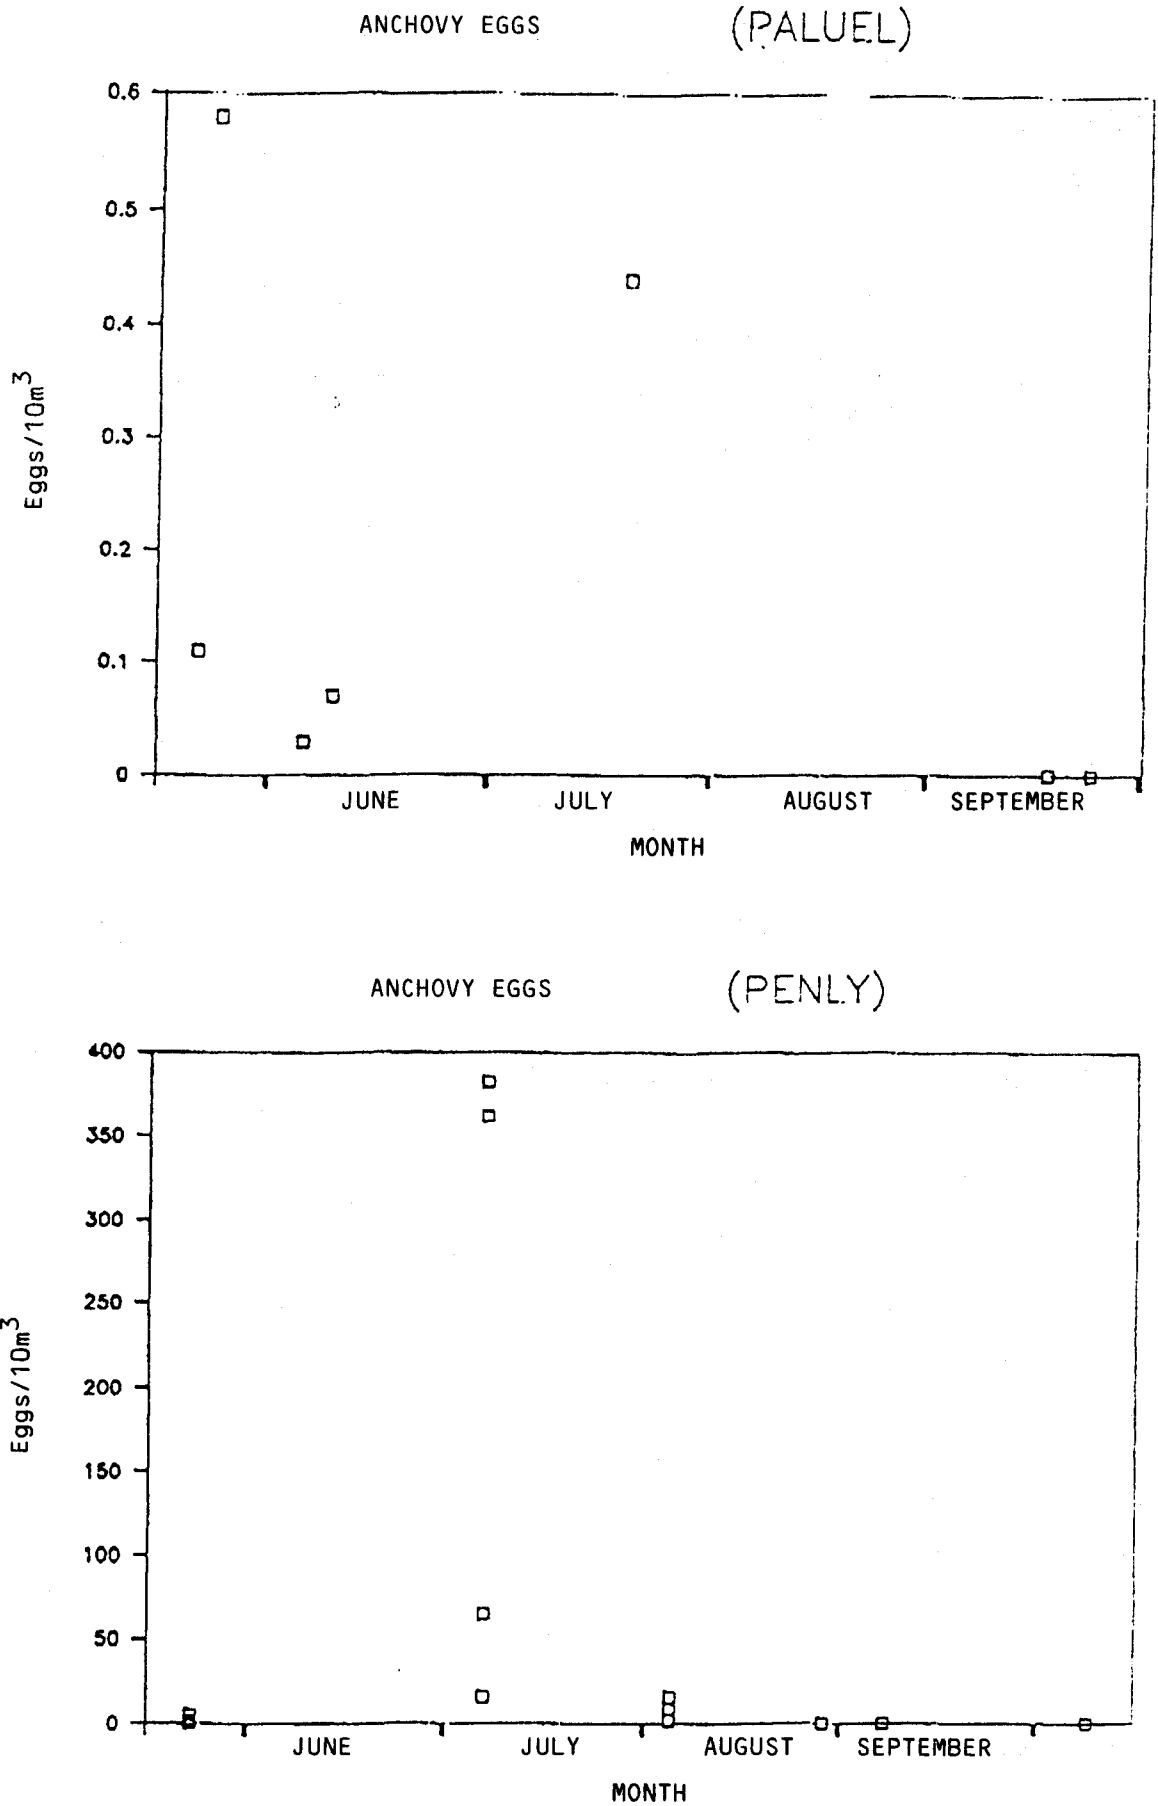 ANCHOVY EGGS (PALUEL)
0.6
0.5
0.4
0.3
0.2
0.1
0
Eggs/10m³
JUNE JULY AUGUST SEPTEMBER
MONTH
ANCHOVY EGGS (PENLY)
400
350
300
250
200
150
100
50
0
Eggs/10m³
JUNE JULY AUGUST SEPTEMBER
MONTH